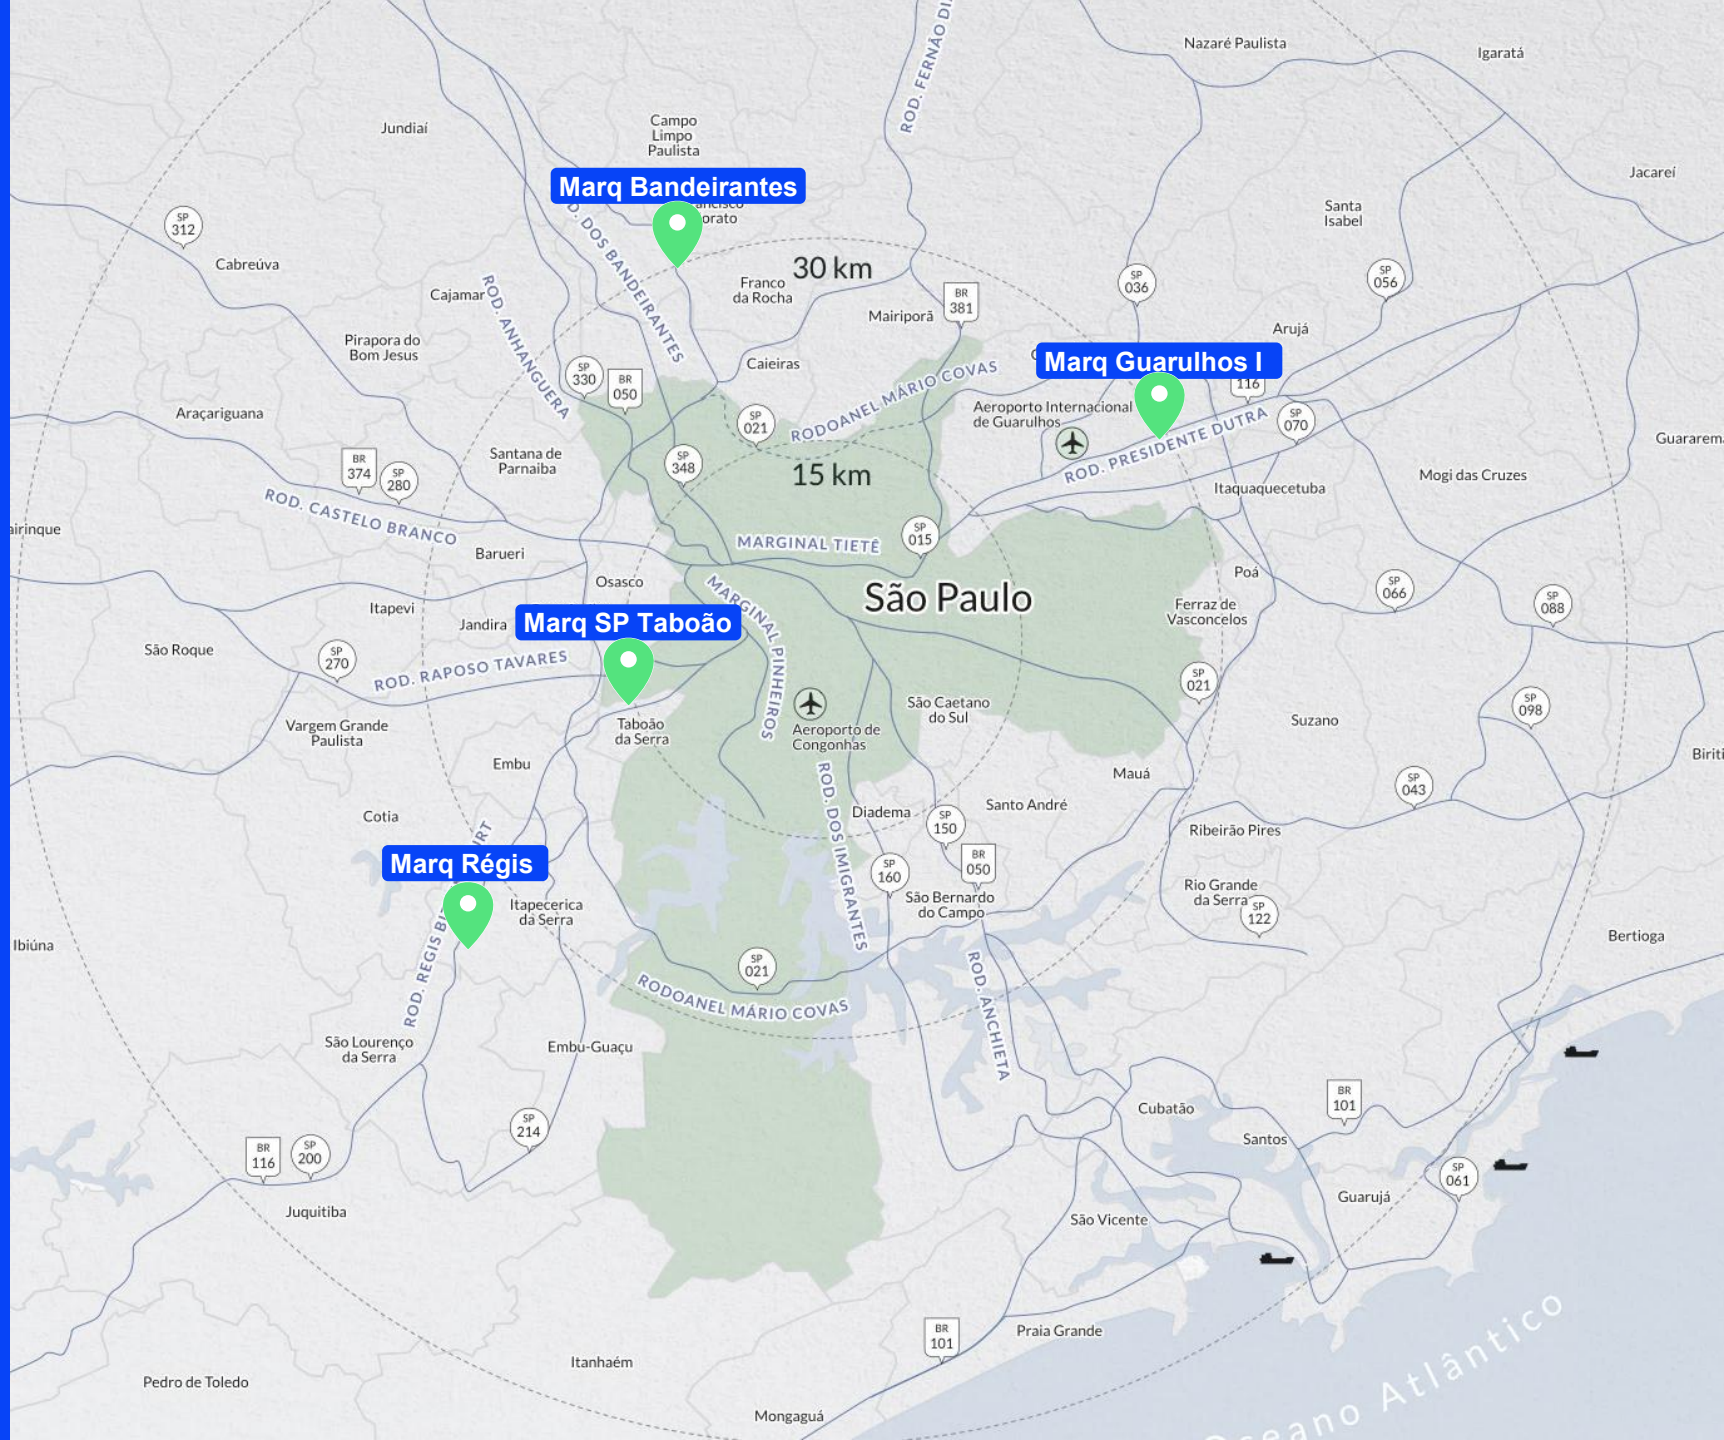 Nazaré Paulista
Igaratá
ROD. FERNÃO
Jundiaí
Campo
Limpo
Paulista
Marq Bandeirantes
Jacareí
Santa
Isabel
SP
312
Cabreúva
Cajamar
ROD. ANHANGUERA
DOS BANDEIRANTES
30 km
Franco
da Rocha
Mairiporã
BR
381
SP
036
SP
056
Arujá
Pirapora do
Bom Jesus
Caieiras
Marq Guarulhos I
116
SP
330
BR
050
Araçariguana
SP
021
RODOANEL MÁRIO COVAS
Aeroporto Internacional
de Guarulhos
ROD. PRESIDENTE DUTRA
SP
070
Guararema
BR
374
SP
280
Santana de
Parnaiba
SP
348
15 km
Itaquaquecetuba
Mogi das Cruzes
ROD. CASTELO BRANCO
airinque
Barueri
MARGINAL TIETÊ
SP
015
Osasco
São Paulo
Poá
SP
066
SP
088
Itapevi
Jandira
Marq SP Taboão
MARGINAL PINHEIROS
Ferraz de
Vasconcelos
São Roque
SP
270
ROD. RAPOSO TAVARES
SP
021
SP
098
Vargem Grande
Paulista
Taboão
da Serra
Aeroporto de
Congonhas
São Caetano
do Sul
Suzano
Biriti
Embu
ROD. DOS IMIGRANTES
Mauá
SP
043
Cotia
Diadema
SP
150
Santo André
Ribeirão Pires
Marq Régis
ROD. REGIS
URT
SP
160
BR
050
Itapecerica
da Serra
São Bernardo
do Campo
Rio Grande
da Serra
SP
122
Ibiúna
Bertioga
SP
021
RODOANEL MÁRIO COVAS
ROD. ANCHIETA
São Lourenço
da Serra
Embu-Guaçu
Cubatão
BR
101
SP
214
Santos
BR
116
SP
200
SP
061
Guarujá
Juquitiba
São Vicente
BR
101
Praia Grande
Itanhaém
Pedro de Toledo
Mongaguá
Oceano Atlântico